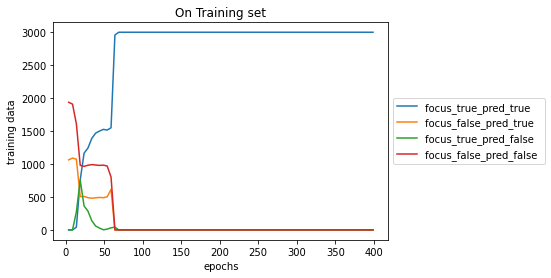 On Training set
training data
3000
2500
2000
1500
1000
500
0
0 50 100 150 200 250 300 350 400
epochs
focus_true_pred_true
focus_false_pred_true
focus_true_pred_false
focus_false_pred_false